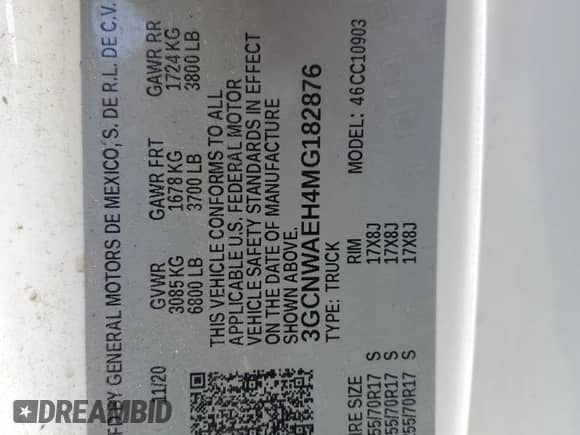 FD BY GENERAL MOTORS DE MEXICO, S. DE R.L. DE C.V.
11/20 GVWR GAWR FRT GAWR RR
3085KG 1678 KG 1724 KG
6800 LB 3700 LB 3800 LB
THIS VEHICLE CONFORMS TO ALL
APPLICABLE U.S. FEDERAL MOTOR
VEHICLE SAFETY STANDARDS IN EFFECT
ON THE DATE OF MANUFACTURE
SHOWN ABOVE.
3GCNWAEH4MG182876
TYPE: TRUCK MODEL: 46CC10903
IRE SIZE RIM
55/70R17 S 17X8J
55/70R17 S 17X8J
55/70R17 S 17X8J
DREAMBID